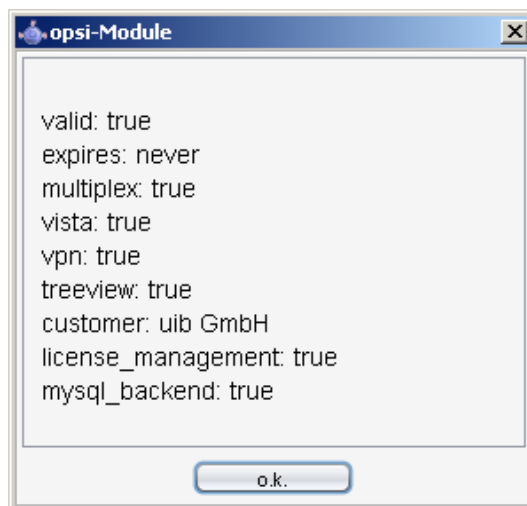 opsi-Module
valid: true
expires: never
multiplex: true
vista: true
vpn: true
treeview: true
customer: uib GmbH
license_management: true
mysql_backend: true
o.k.